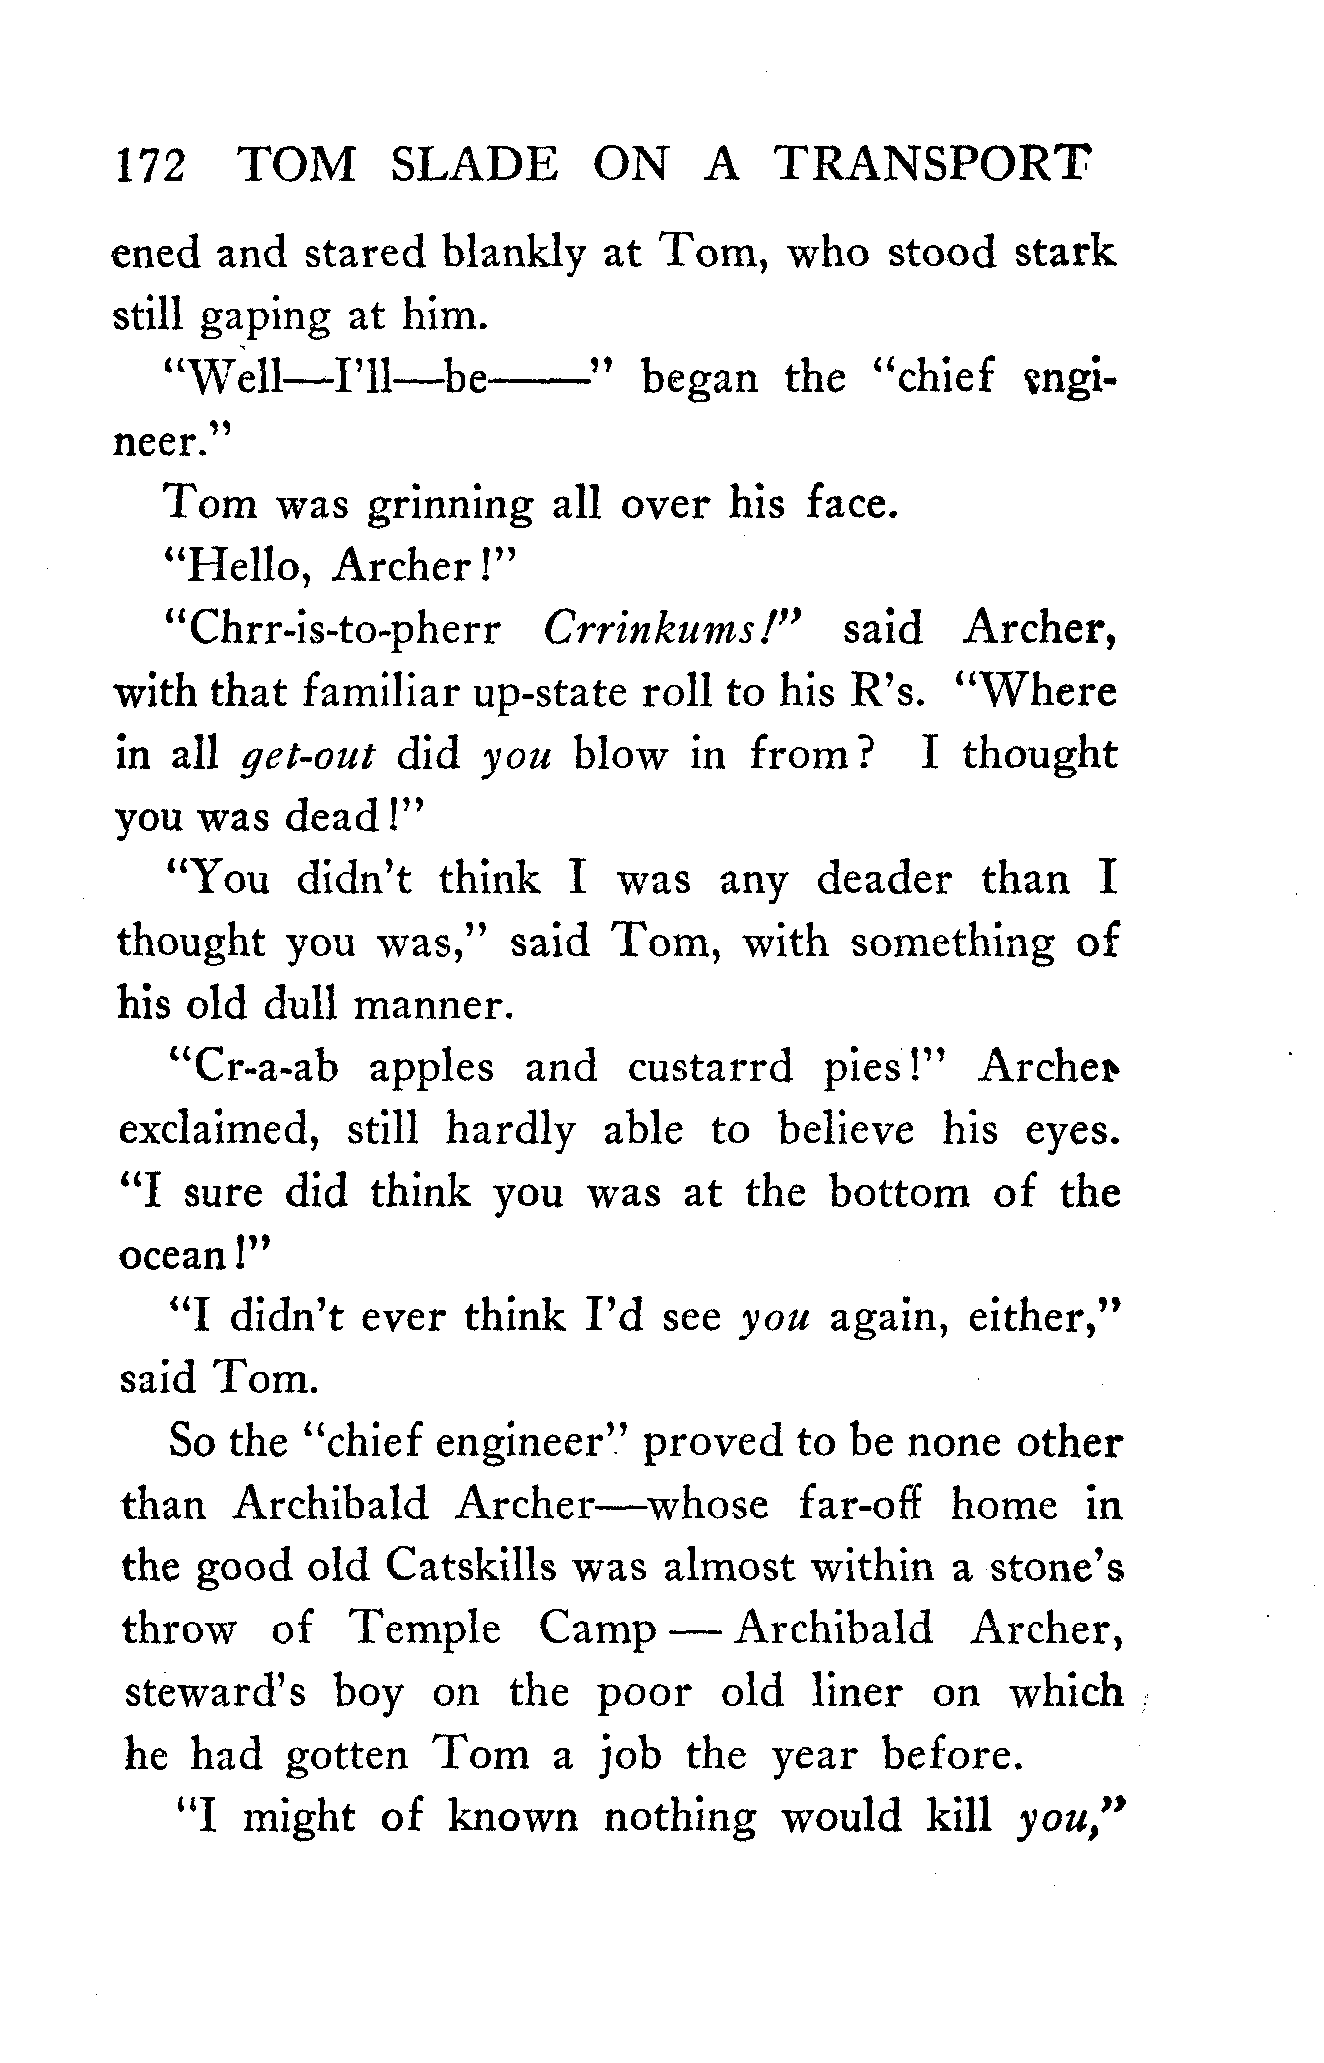 172 TOM SLADE ON A TRANSPORT
ened and stared blankly at Tom, who stood stark
still gaping at him.
“Well—I’ll—be——” began the “chief engi-
neer.”
Tom was grinning all over his face.
“Hello, Archer!”
“Chrr-is-to-pherr Crrinkums!” said Archer,
with that familiar up-state roll to his R’s. “Where
in all get-out did you blow in from? I thought
you was dead!”
“You didn’t think I was any deader than I
thought you was,” said Tom, with something of
his old dull manner.
“Cr-a-ab apples and custarrd pies!” Archer
exclaimed, still hardly able to believe his eyes.
“I sure did think you was at the bottom of the
ocean!”
“I didn’t ever think I’d see you again, either,”
said Tom.
So the “chief engineer” proved to be none other
than Archibald Archer—whose far-off home in
the good old Catskills was almost within a stone’s
throw of Temple Camp — Archibald Archer,
steward’s boy on the poor old liner on which
he had gotten Tom a job the year before.
“I might of known nothing would kill you,”